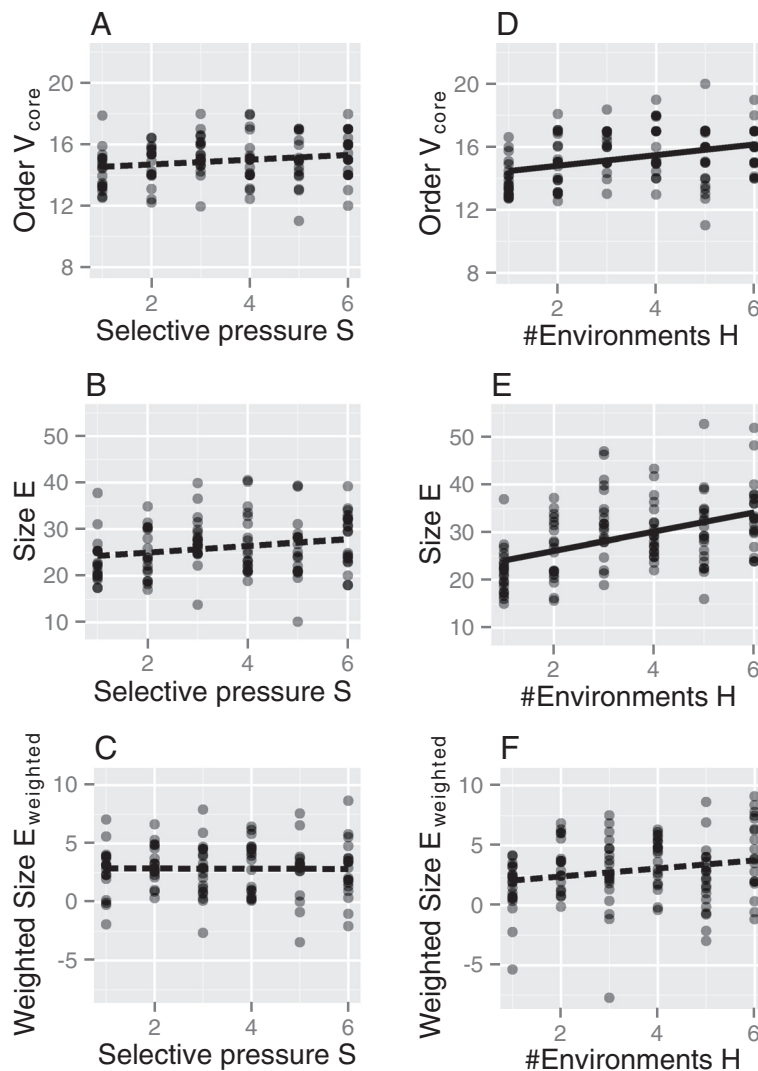 A
20
16
12
8
Order V core
2
4
6
Selective pressure S
D
20
16
12
8
Order V core
2
4
6
#Environments H
B
50
40
30
20
10
Size E
2
4
6
Selective pressure S
E
50
40
30
20
10
Size E
2
4
6
#Environments H
C
10
5
0
-5
Weighted Size E weighted
2
4
6
Selective pressure S
F
10
5
0
-5
Weighted Size E weighted
2
4
6
#Environments H